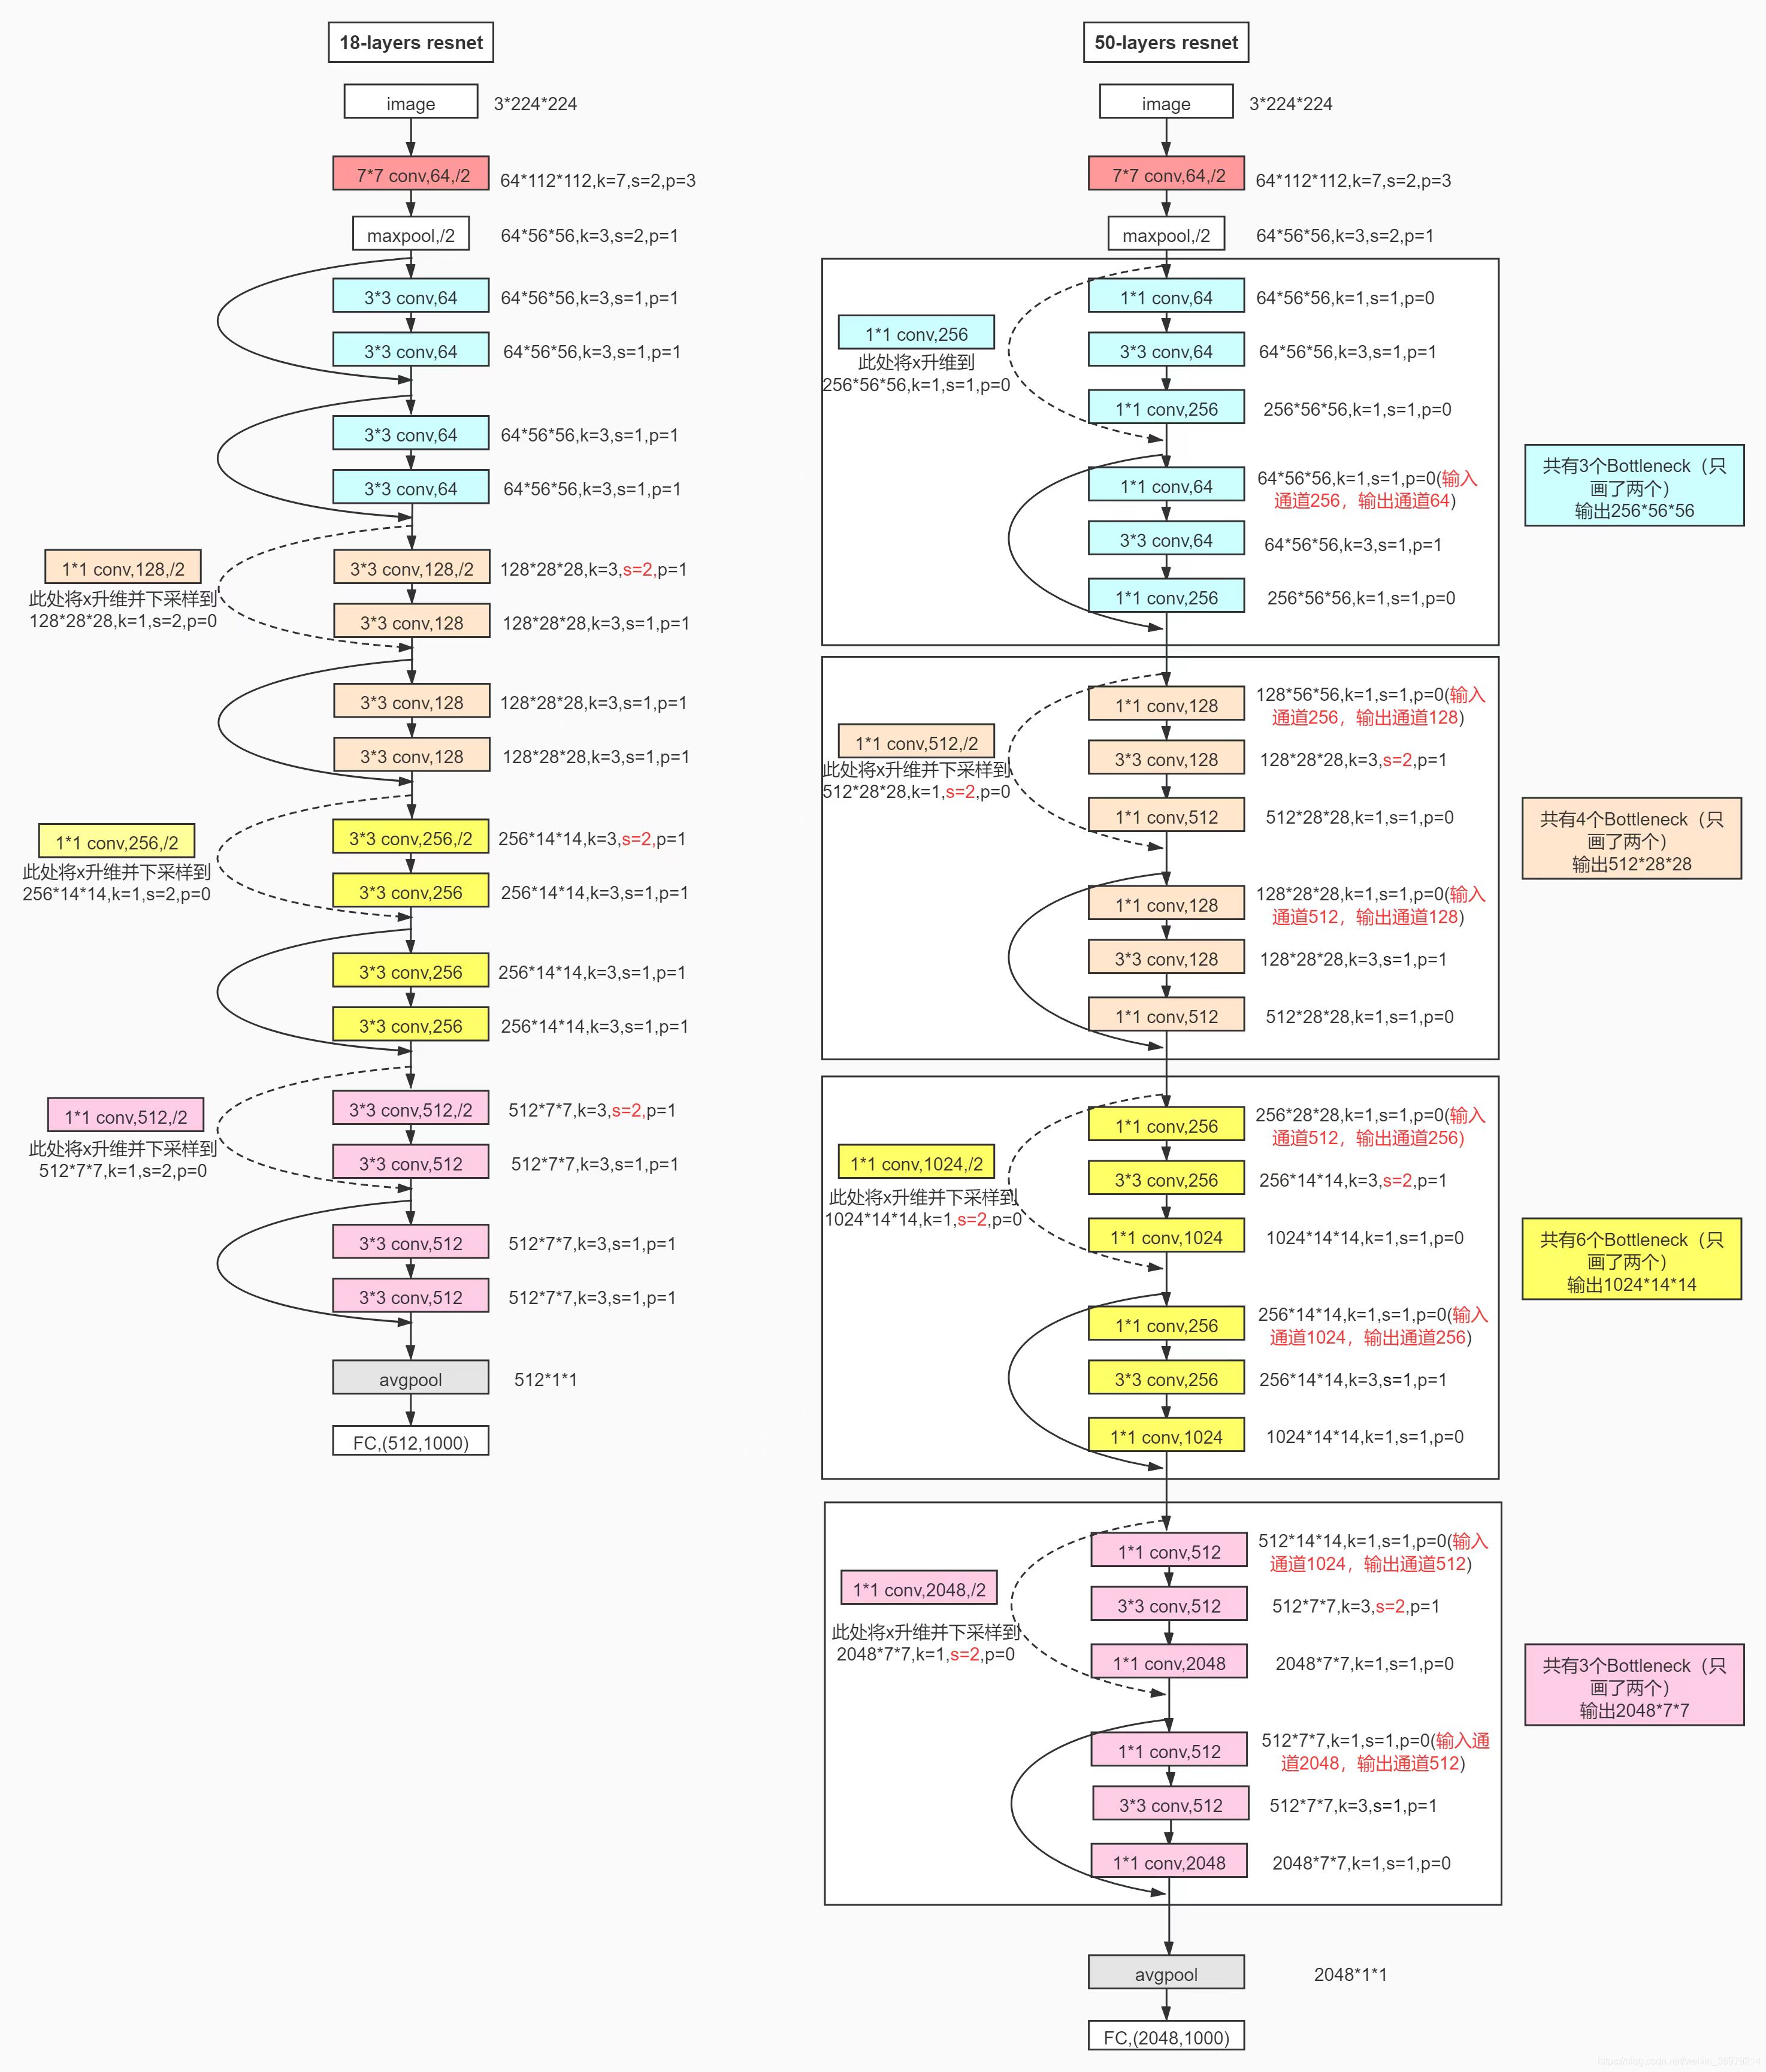 18-layers resnet
image
3*224*224
7*7 conv,64,/2
64*112*112,k=7,s=2,p=3
maxpool,/2
64*56*56,k=3,s=2,p=1
3*3 conv,64
64*56*56,k=3,s=1,p=1
3*3 conv,64
64*56*56,k=3,s=1,p=1
3*3 conv,64
64*56*56,k=3,s=1,p=1
3*3 conv,64
64*56*56,k=3,s=1,p=1
1*1 conv,128,/2
此处将x升维并下采样到
128*28*28,k=1,s=2,p=0
3*3 conv,128,/2
128*28*28,k=3,s=2,p=1
3*3 conv,128
128*28*28,k=3,s=1,p=1
3*3 conv,128
128*28*28,k=3,s=1,p=1
3*3 conv,128
128*28*28,k=3,s=1,p=1
1*1 conv,256,/2
此处将x升维并下采样到
256*14*14,k=1,s=2,p=0
3*3 conv,256,/2
256*14*14,k=3,s=2,p=1
3*3 conv,256
256*14*14,k=3,s=1,p=1
3*3 conv,256
256*14*14,k=3,s=1,p=1
3*3 conv,256
256*14*14,k=3,s=1,p=1
1*1 conv,512,/2
此处将x升维并下采样到
512*7*7,k=1,s=2,p=0
3*3 conv,512,/2
512*7*7,k=3,s=2,p=1
3*3 conv,512
512*7*7,k=3,s=1,p=1
3*3 conv,512
512*7*7,k=3,s=1,p=1
3*3 conv,512
512*7*7,k=3,s=1,p=1
avgpool
512*1*1
FC,(512,1000)
50-layers resnet
image
3*224*224
7*7 conv,64,/2
64*112*112,k=7,s=2,p=3
maxpool,/2
64*56*56,k=3,s=2,p=1
1*1 conv,256
此处将x升维到
256*56*56,k=1,s=1,p=0
1*1 conv,64
64*56*56,k=1,s=1,p=0
3*3 conv,64
64*56*56,k=3,s=1,p=1
1*1 conv,256
256*56*56,k=1,s=1,p=0
1*1 conv,64
64*56*56,k=1,s=1,p=0(输入
通道256，输出通道64)
3*3 conv,64
64*56*56,k=3,s=1,p=1
1*1 conv,256
256*56*56,k=1,s=1,p=0
共有3个Bottleneck（只
画了两个）
输出256*56*56
1*1 conv,512,/2
此处将x升维并下采样到
512*28*28,k=1,s=2,p=0
1*1 conv,128
128*56*56,k=1,s=1,p=0(输入
通道256，输出通道128)
3*3 conv,128
128*28*28,k=3,s=2,p=1
1*1 conv,512
512*28*28,k=1,s=1,p=0
1*1 conv,128
128*28*28,k=1,s=1,p=0(输入
通道512，输出通道128)
3*3 conv,128
128*28*28,k=3,s=1,p=1
1*1 conv,512
512*28*28,k=1,s=1,p=0
共有4个Bottleneck（只
画了两个）
输出512*28*28
1*1 conv,1024,/2
此处将x升维并下采样到
1024*14*14,k=1,s=2,p=0
1*1 conv,256
256*28*28,k=1,s=1,p=0(输入
通道512，输出通道256)
3*3 conv,256
256*14*14,k=3,s=2,p=1
1*1 conv,1024
1024*14*14,k=1,s=1,p=0
1*1 conv,256
256*14*14,k=1,s=1,p=0(输入
通道1024，输出通道256)
3*3 conv,256
256*14*14,k=3,s=1,p=1
1*1 conv,1024
1024*14*14,k=1,s=1,p=0
共有6个Bottleneck（只
画了两个）
输出1024*14*14
1*1 conv,2048,/2
此处将x升维并下采样到
2048*7*7,k=1,s=2,p=0
1*1 conv,512
512*14*14,k=1,s=1,p=0(输入
通道1024，输出通道512)
3*3 conv,512
512*7*7,k=3,s=2,p=1
1*1 conv,2048
2048*7*7,k=1,s=1,p=0
1*1 conv,512
512*7*7,k=1,s=1,p=0(输入通
道2048，输出通道512)
3*3 conv,512
512*7*7,k=3,s=1,p=1
1*1 conv,2048
2048*7*7,k=1,s=1,p=0
共有3个Bottleneck（只
画了两个）
输出2048*7*7
avgpool
2048*1*1
FC,(2048,1000)